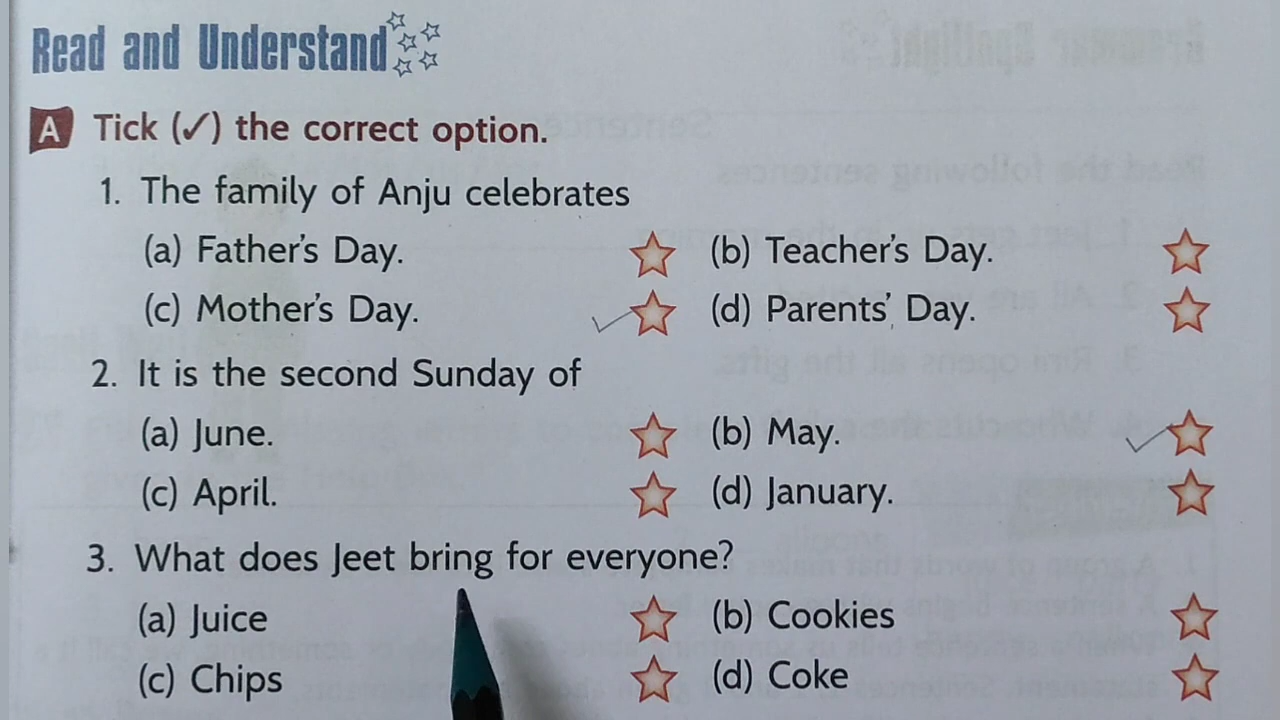 Read and Understand
A Tick (✓) the correct option.
1. The family of Anju celebrates
(a) Father's Day. (b) Teacher's Day.
(c) Mother's Day. ✓ (d) Parents' Day.
2. It is the second Sunday of
(a) June. (b) May. ✓
(c) April. (d) January.
3. What does Jeet bring for everyone?
(a) Juice (b) Cookies
(c) Chips (d) Coke